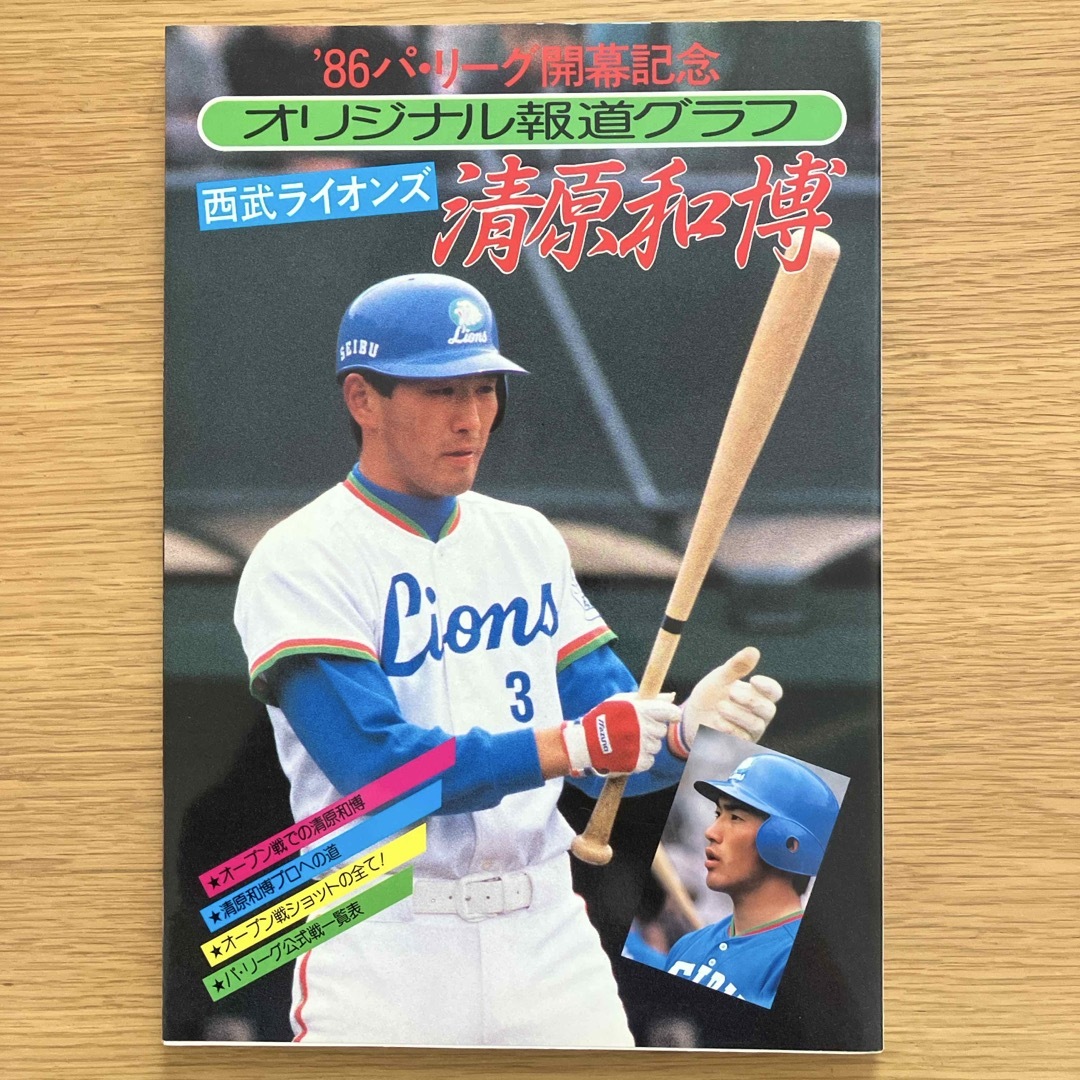 '86パ・リーグ開幕記念
オリジナル報道グラフ
西武ライオンズ
清原和博
Lions
SEIBU
Lions
3
mizuno
★オープン戦での清原和博
★清原和博プロへの道
★オープン戦ショットの全て!
★パ・リーグ公式戦一覧表